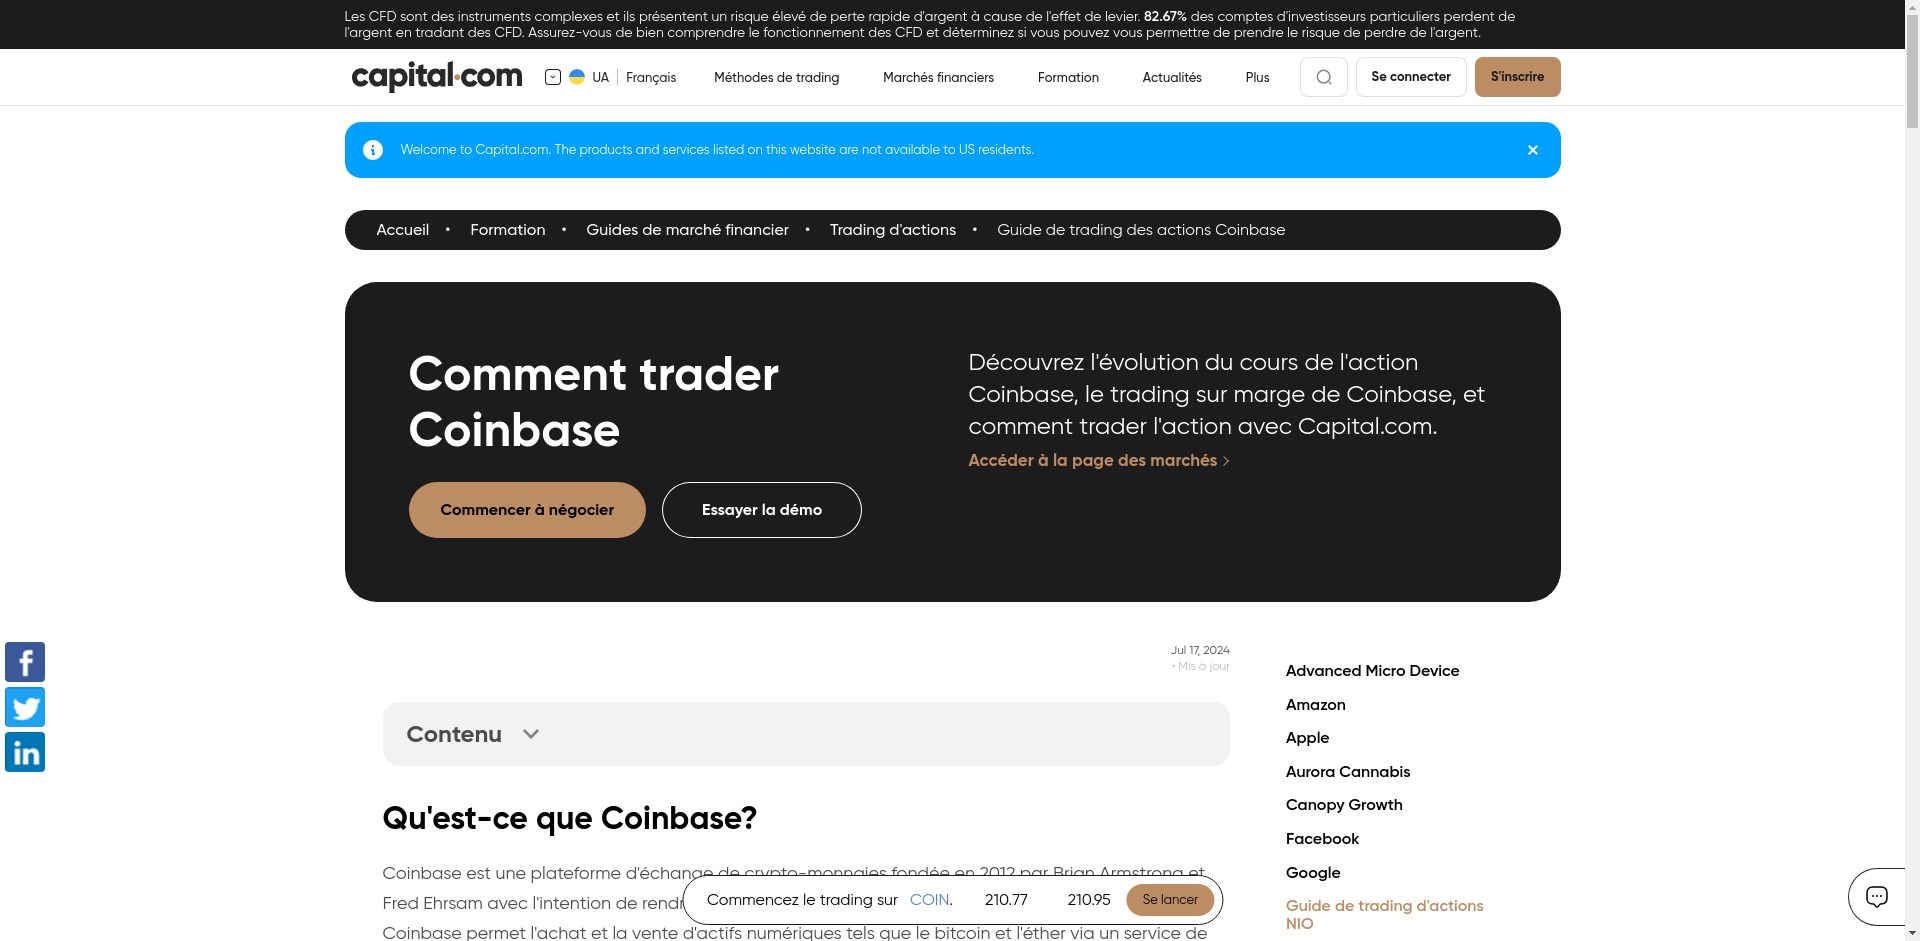 Les CFD sont des instruments complexes et ils présentent un risque élevé de perte rapide d'argent à cause de l'effet de levier. 82.67% des comptes d'investisseurs particuliers perdent de
l'argent en tradant des CFD. Assurez-vous de bien comprendre le fonctionnement des CFD et déterminez si vous pouvez vous permettre de prendre le risque de perdre de l'argent.
capital.com
UA
Français
Méthodes de trading
Marchés financiers
Formation
Actualités
Plus
Se connecter
S'inscrire
Welcome to Capital.com. The products and services listed on this website are not available to US residents.
Accueil • Formation • Guides de marché financier • Trading d'actions • Guide de trading des actions Coinbase
Comment trader
Coinbase
Commencer à négocier
Essayer la démo
Découvrez l'évolution du cours de l'action
Coinbase, le trading sur marge de Coinbase, et
comment trader l'action avec Capital.com.
Accéder à la page des marchés
Jul 17, 2024
• Mis à jour
Contenu
Qu'est-ce que Coinbase?
Coinbase est une plateforme d'échange de crypto-monnaies fondée en 2012 par Brian Armstrong et
Fred Ehrsam avec l'intention de rendr
Coinbase permet l'achat et la vente d'actifs numériques tels que le bitcoin et l'éther via un service de
Commencez le trading sur COIN. 210.77 210.95 Se lancer
Advanced Micro Device
Amazon
Apple
Aurora Cannabis
Canopy Growth
Facebook
Google
Guide de trading d'actions
NIO